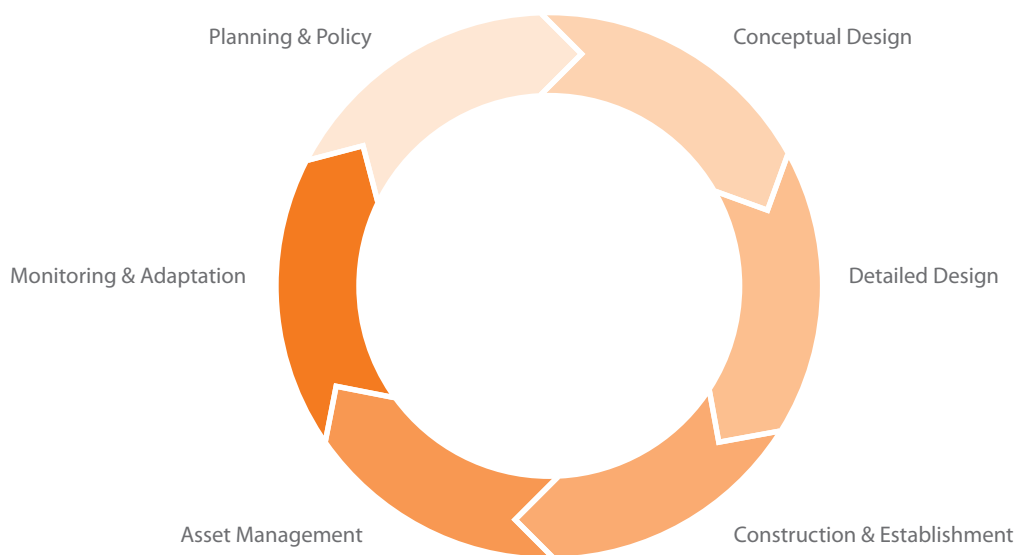 Planning & Policy
Conceptual Design
Monitoring & Adaptation
Detailed Design
Asset Management
Construction & Establishment